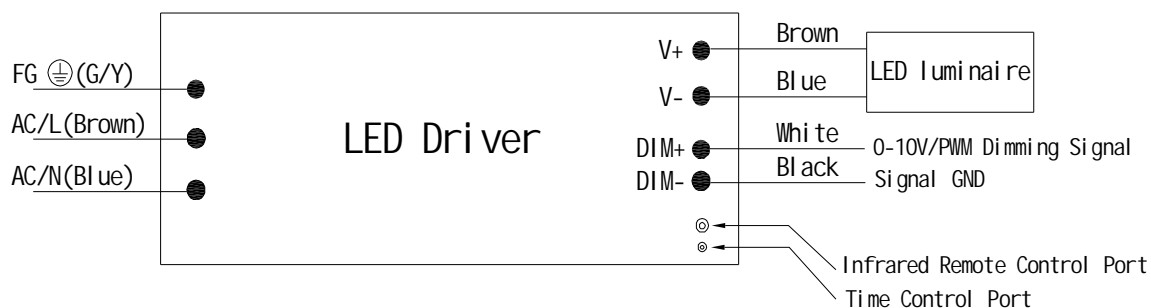 FG (G/Y)
AC/L(Brown)
AC/N(Blue)
LED Driver
V+
V-
DIM+
DIM-
Brown
Blue
White
Black
LED luminaire
0-10V/PWM Dimming Signal
Signal GND
Infrared Remote Control Port
Time Control Port